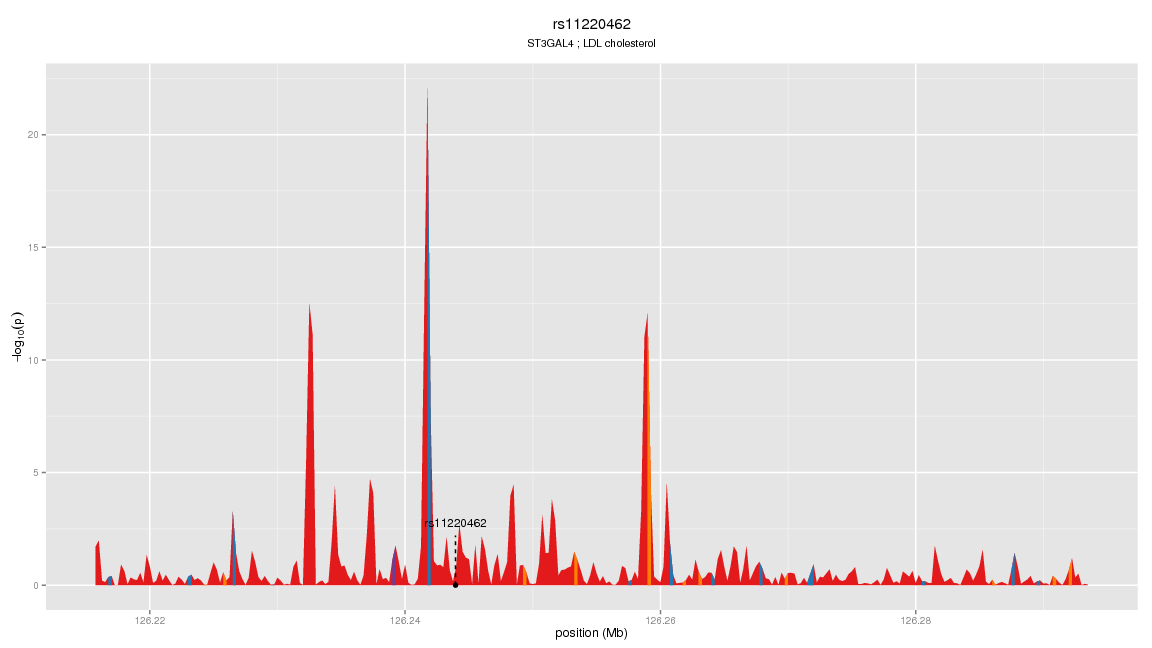 rs11220462
ST3GAL4 ; LDL cholesterol
20
15
10
5
0
−log10(p)
rs11220462
126.22
126.24
126.26
126.28
position (Mb)